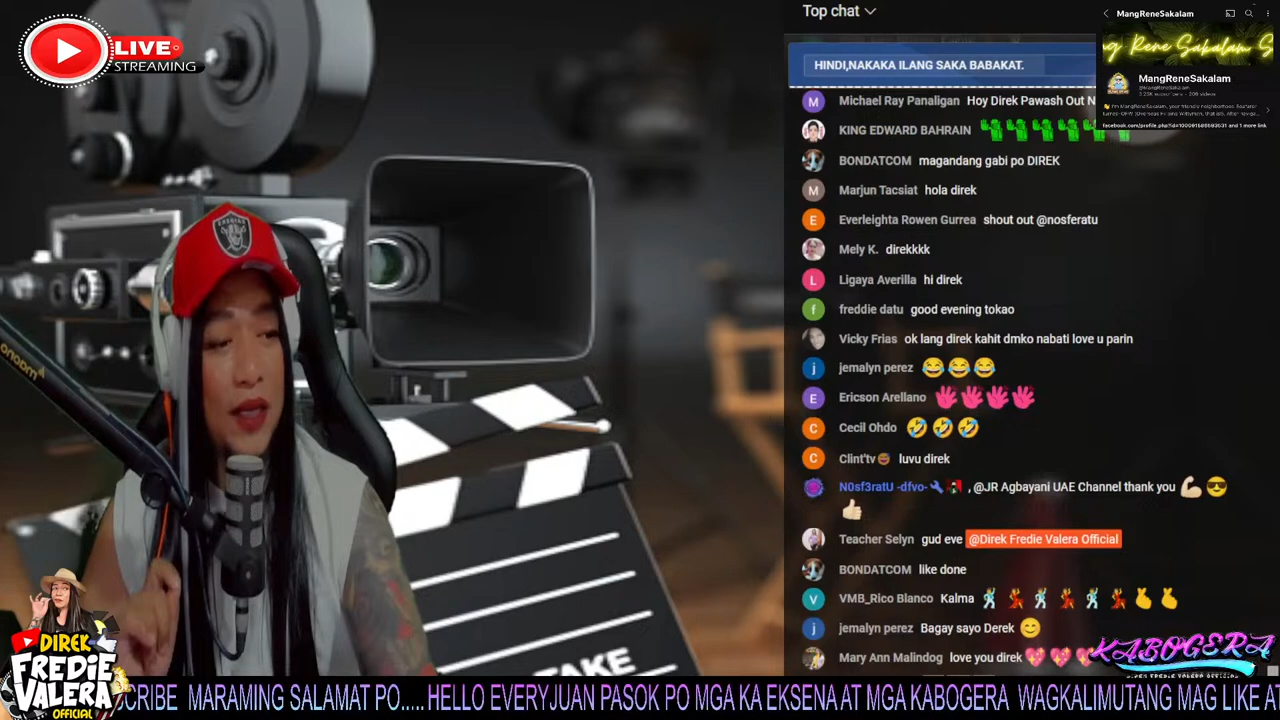 LIVE
STREAMING
Top chat
MangReneSakalam
ng Rene Sakalam S
MangReneSakalam
@MangReneSakalam
HINDI,NAKAKA ILANG SAKA BABAKAT.
M Michael Ray Panaligan Hoy Direk Pawash Out N
KING EDWARD BAHRAIN
BONDATCOM magandang gabi po DIREK
M Marjun Tacsiat hola direk
E Everleighta Rowen Gurrea shout out @nosferatu
Mely K. direkkkk
L Ligaya Averilla hi direk
f freddie datu good evening tokao
Vicky Frias ok lang direk kahit dmko nabati love u parin
j jemalyn perez 😂😂😂
E Ericson Arellano
C Cecil Ohdo 🤣🤣🤣
C Clint'tv😅 luvu direk
N0sf3ratU -dfvo- , @JR Agbayani UAE Channel thank you 💪🏻😎
👍🏻
Teacher Selyn gud eve @Direk Fredie Valera Official
BONDATCOM like done
V VMB_Rico Blanco Kalma 🕺💃🕺💃🕺💃🫰🫰
j jemalyn perez Bagay sayo Derek 😊
Mary Ann Malindog love you direk💖💖💖
KABOGERA
maono
RAIDERS
TAKE
DIREK
FREDIE
VALERA
OFFICIAL
CRIBE MARAMING SALAMAT PO..... HELLO EVERYJUAN PASOK PO MGA KA EKSENA AT MGA KABOGERA WAGKALIMUTANG MAG LIKE AT